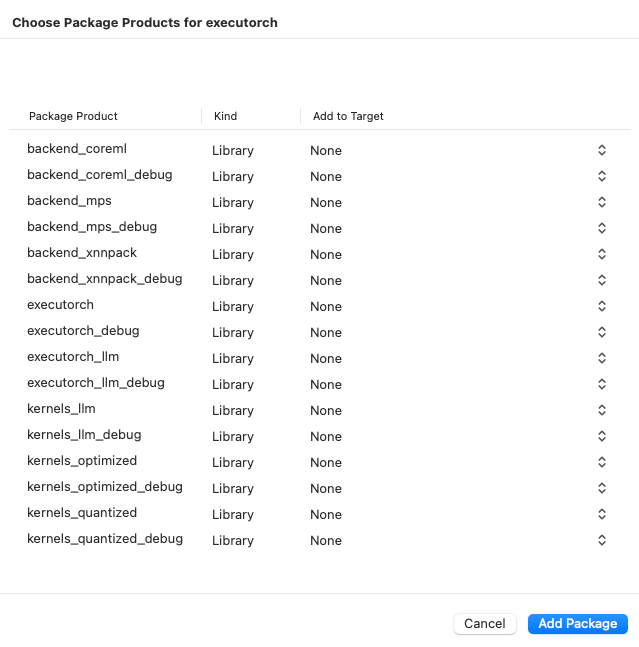 Choose Package Products for executorch
Package Product Kind Add to Target
backend_coreml Library None
backend_coreml_debug Library None
backend_mps Library None
backend_mps_debug Library None
backend_xnnpack Library None
backend_xnnpack_debug Library None
executorch Library None
executorch_debug Library None
executorch_llm Library None
executorch_llm_debug Library None
kernels_llm Library None
kernels_llm_debug Library None
kernels_optimized Library None
kernels_optimized_debug Library None
kernels_quantized Library None
kernels_quantized_debug Library None
Cancel Add Package